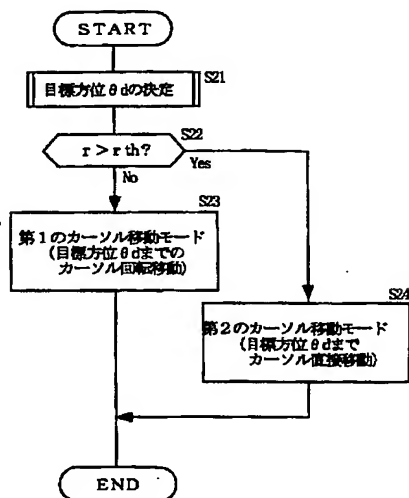 START
S21
目標方位θdの決定
S22
r>rth?
Yes
No
S23
第1のカーソル移動モード
(目標方位θdまでの
カーソル回転移動)
S24
第2のカーソル移動モード
(目標方位θdまで
カーソル直接移動)
END